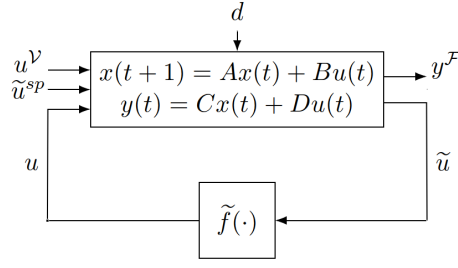 d
u^𝒱
ũ^{sp}
x(t + 1) = Ax(t) + Bu(t)
y(t) = Cx(t) + Du(t)
y^ℱ
u
ũ
f̃(·)